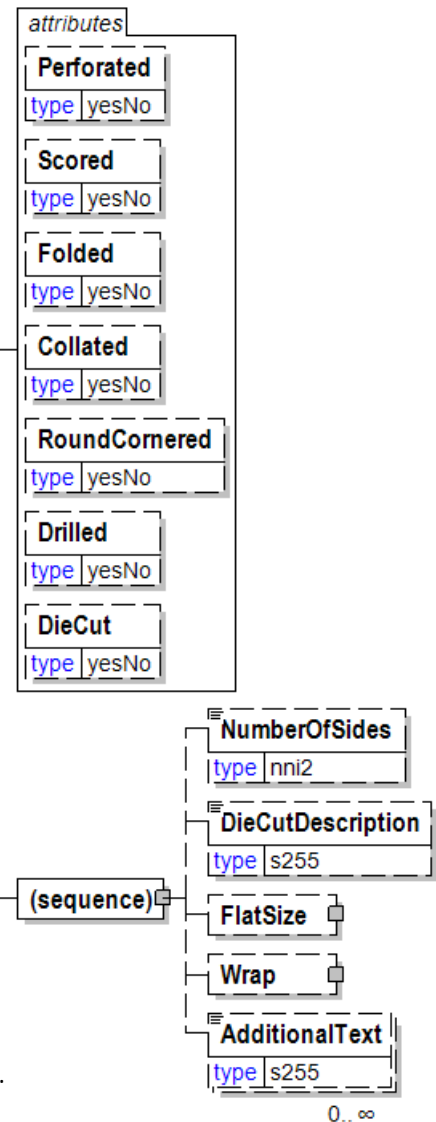 attributes
Perforated
type yesNo
Scored
type yesNo
Folded
type yesNo
Collated
type yesNo
RoundCornered
type yesNo
Drilled
type yesNo
DieCut
type yesNo
NumberOfSides
type nni2
DieCutDescription
type s255
(sequence)
FlatSize
Wrap
AdditionalText
type s255
.
0.. ∞